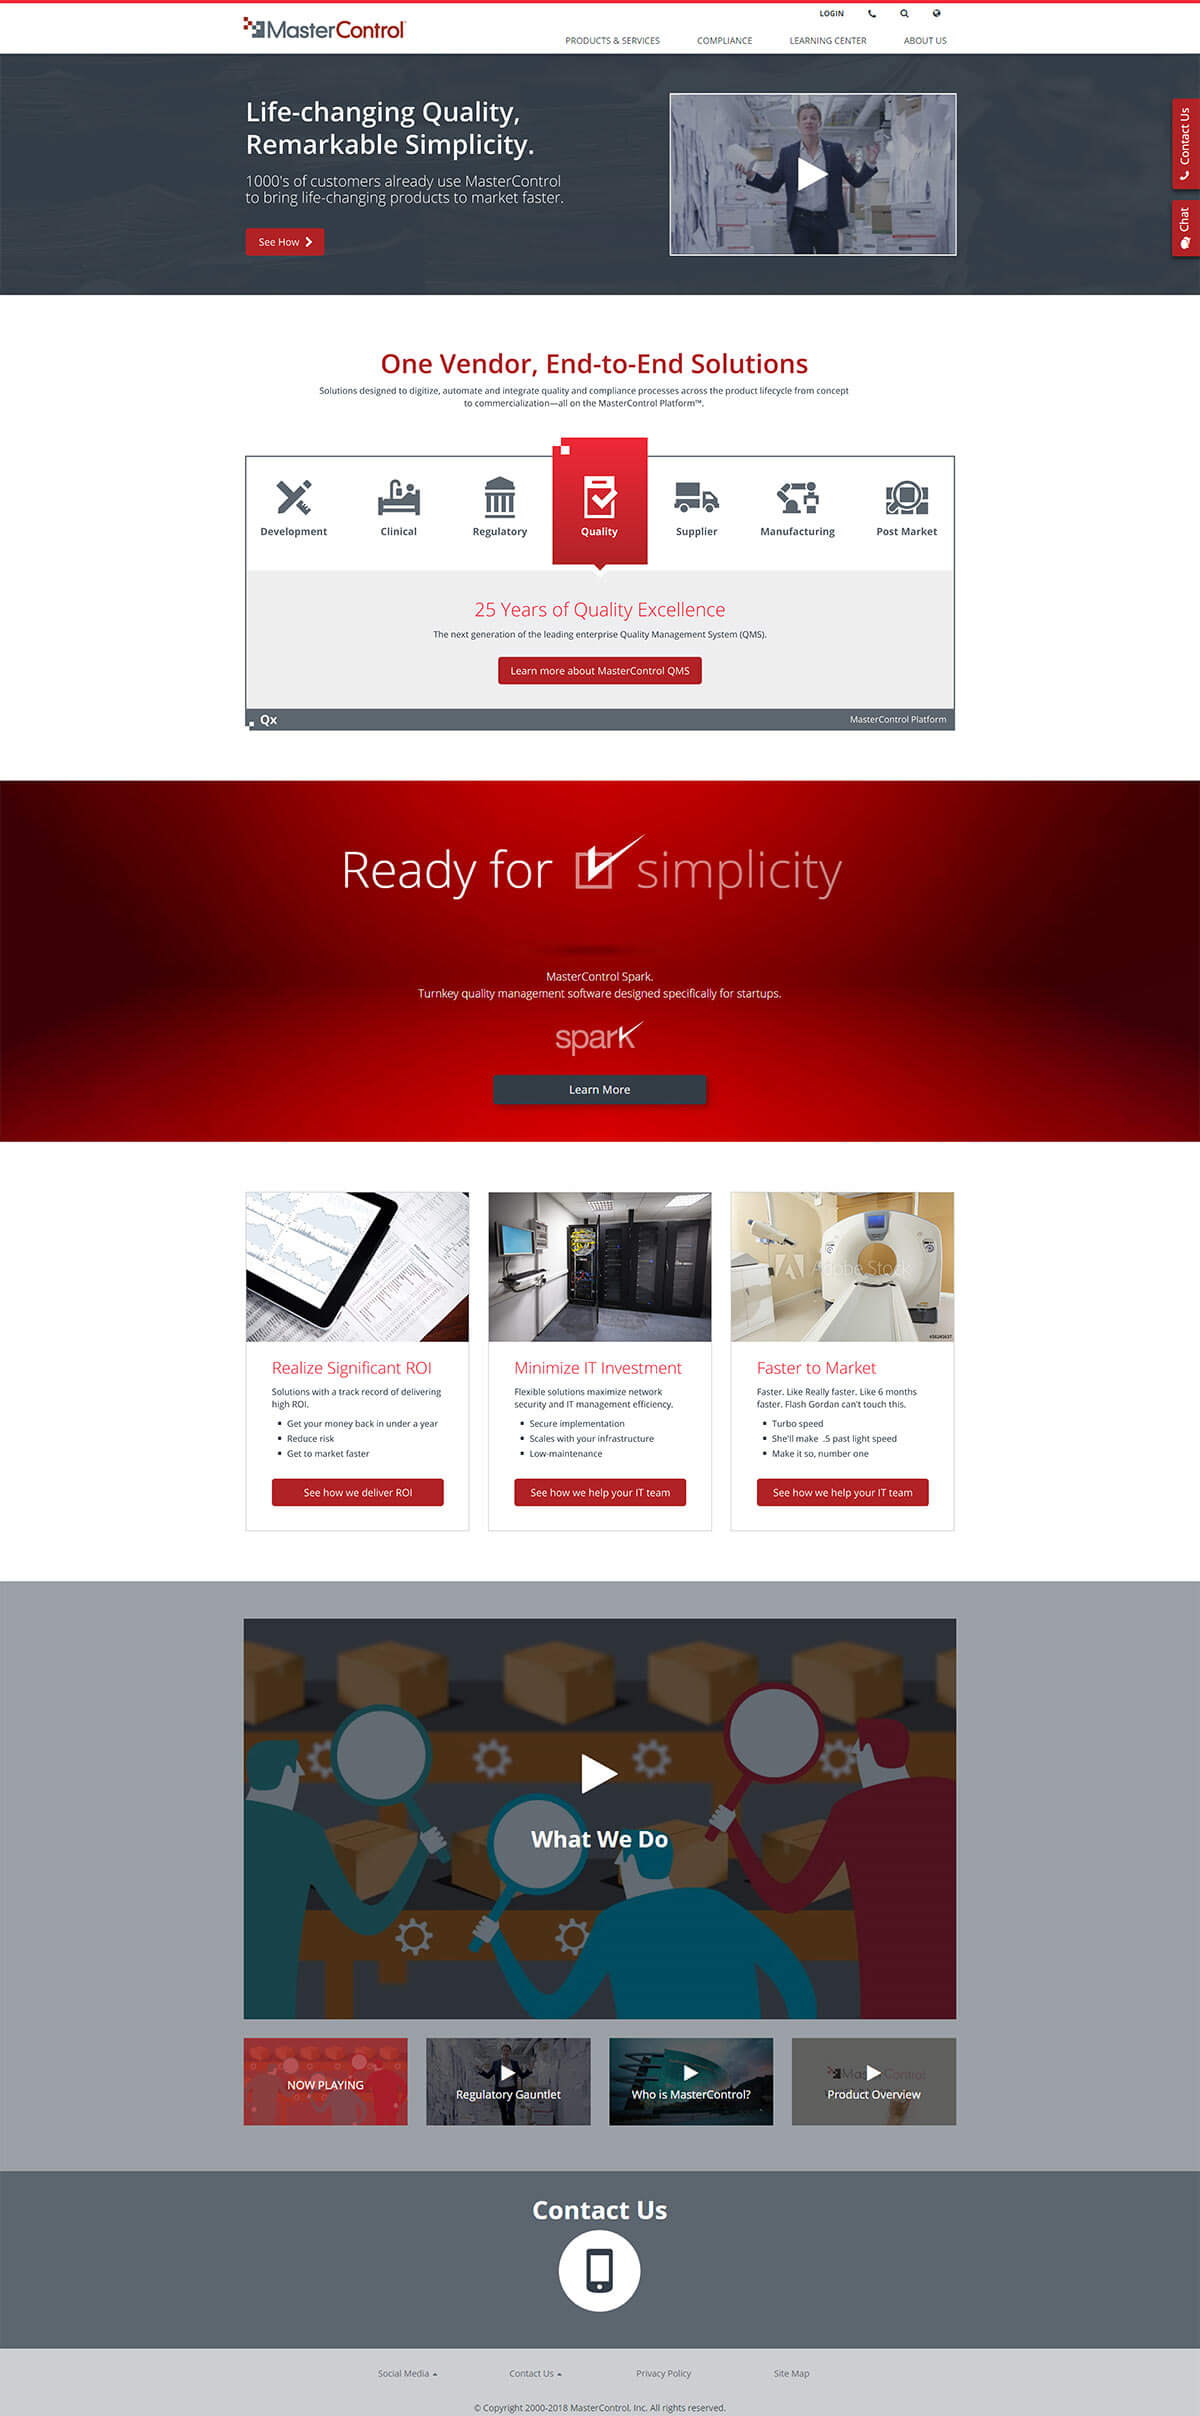 LOGIN
MasterControl
PRODUCTS & SERVICES COMPLIANCE LEARNING CENTER ABOUT US
Life-changing Quality,
Remarkable Simplicity.
1000's of customers already use MasterControl
to bring life-changing products to market faster.
See How
Contact Us
Chat
One Vendor, End-to-End Solutions
Solutions designed to digitize, automate and integrate quality and compliance processes across the product lifecycle from concept
to commercialization—all on the MasterControl Platform™.
Development Clinical Regulatory Quality Supplier Manufacturing Post Market
25 Years of Quality Excellence
The next generation of the leading enterprise Quality Management System (QMS).
Learn more about MasterControl QMS
Qx MasterControl Platform
Ready for simplicity
MasterControl Spark.
Turnkey quality management software designed specifically for startups.
spark
Learn More
Adobe Stock
Realize Significant ROI
Solutions with a track record of delivering
high ROI.
Get your money back in under a year
Reduce risk
Get to market faster
See how we deliver ROI
Minimize IT Investment
Flexible solutions maximize network
security and IT management efficiency.
Secure implementation
Scales with your infrastructure
Low-maintenance
See how we help your IT team
Faster to Market
Faster. Like Really faster. Like 6 months
faster. Flash Gordan can't touch this.
Turbo speed
She'll make .5 past light speed
Make it so, number one
See how we help your IT team
What We Do
NOW PLAYING
Regulatory Gauntlet
Who is MasterControl?
MasterControl
Product Overview
Contact Us
Social Media Contact Us Privacy Policy Site Map
© Copyright 2000-2018 MasterControl, Inc. All rights reserved.